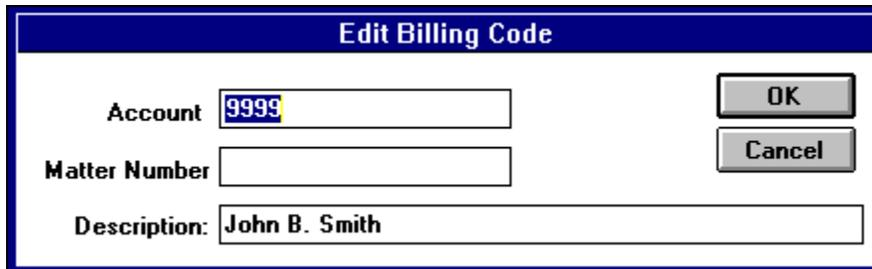 Edit Billing Code
Account 9999
OK
Matter Number
Cancel
Description: John B. Smith